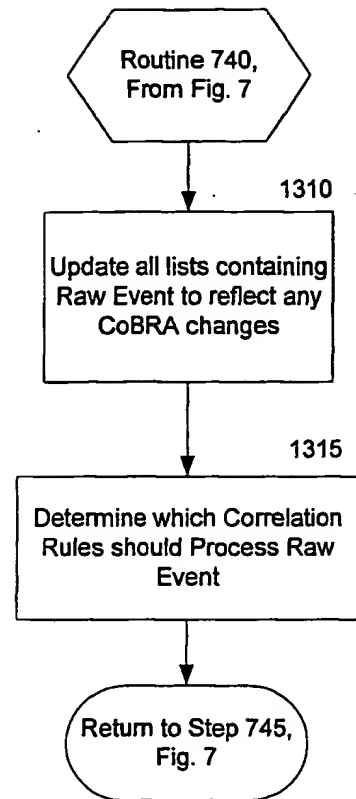 Routine 740,
From Fig. 7
1310
Update all lists containing
Raw Event to reflect any
CoBRA changes
1315
Determine which Correlation
Rules should Process Raw
Event
Return to Step 745,
Fig. 7